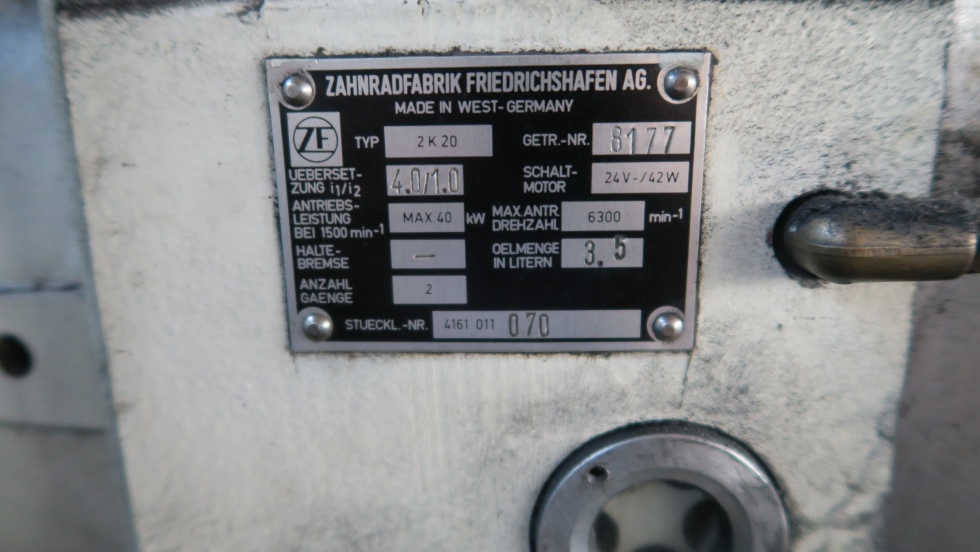 ZAHNRADFABRIK FRIEDRICHSHAFEN AG.
MADE IN WEST-GERMANY
ZF
TYP 2 K 20 GETR.-NR. 8177
UEBERSET-
ZUNG i1/i2 4.0/1.0
SCHALT-
MOTOR 24V-/42W
ANTRIEBS-
LEISTUNG
BEI 1500 min-1 MAX 40 kW
MAX.ANTR.
DREHZAHL 6300 min-1
HALTE-
BREMSE –
OELMENGE
IN LITERN 3.5
ANZAHL
GAENGE 2
STUECKL.-NR. 4161 011 070